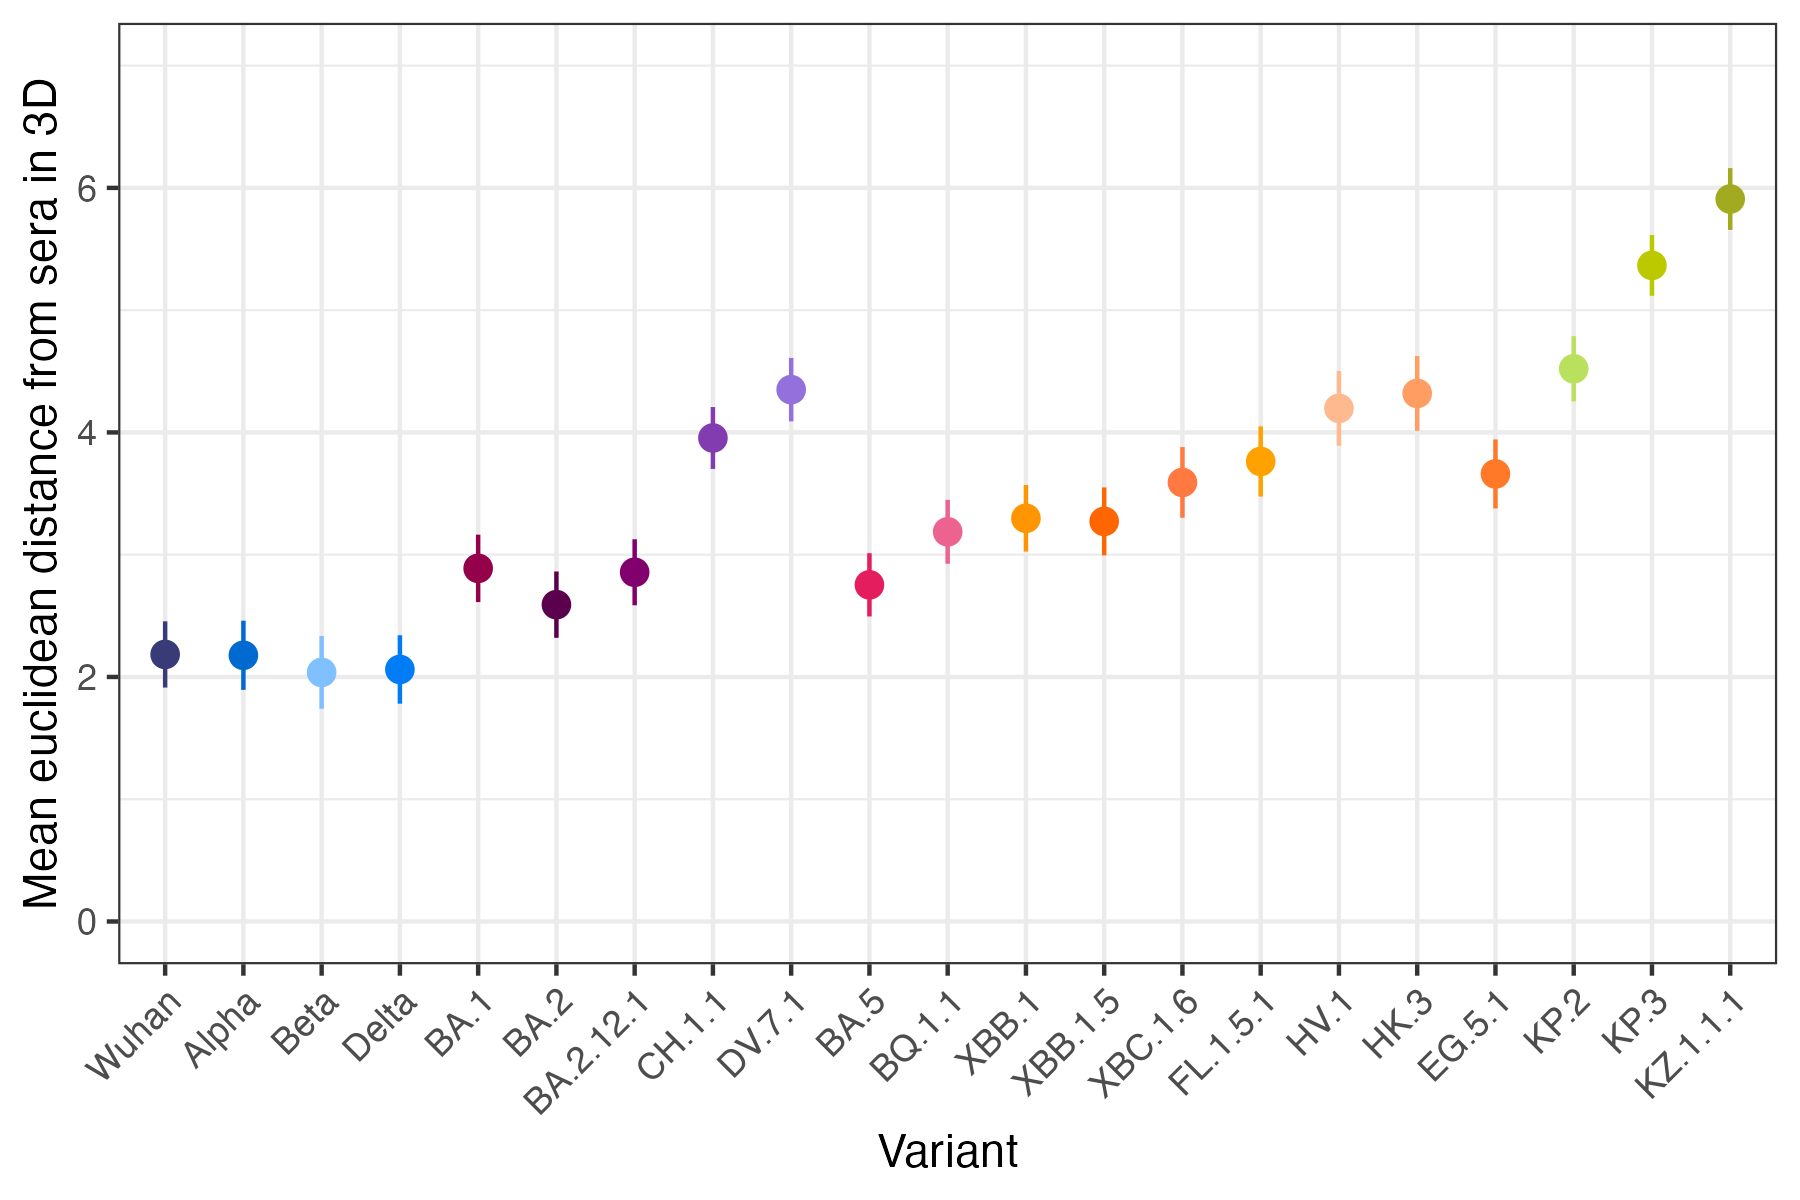 Mean euclidean distance from sera in 3D
6
4
2
0
Wuhan
Alpha
Beta
Delta
BA.1
BA.2
BA.2.12.1
CH.1.1
DV.7.1
BA.5
BQ.1.1
XBB.1
XBB.1.5
XBC.1.6
FL.1.5.1
HV.1
HK.3
EG.5.1
KP.2
KP.3
KZ.1.1.1
Variant